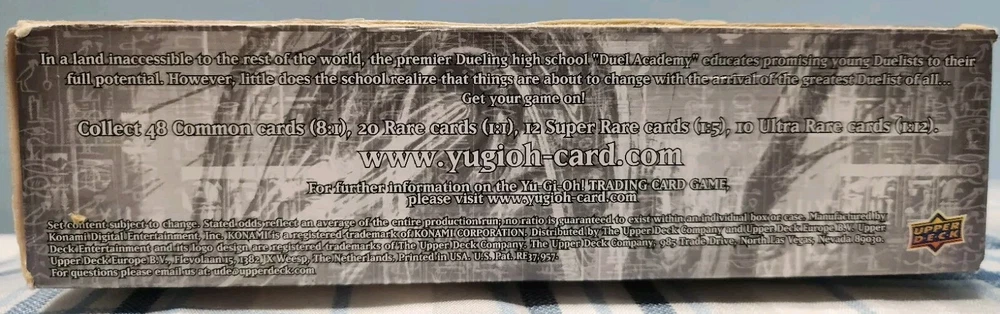 In a land inaccessible to the rest of the world, the premier Dueling high school "Duel Academy" educates promising young Duelists to their
full potential. However, little does the school realize that things are about to change with the arrival of the greatest Duelist of all...
Get your game on!
Collect 48 Common cards (8:1), 20 Rare cards (1:1), 12 Super Rare cards (1:5), 10 Ultra Rare cards (1:12).
www.yugioh-card.com
For further information on the Yu-Gi-Oh! TRADING CARD GAME,
please visit www.yugioh-card.com
Set content subject to change. Stated odds reflect an average of the entire production run; no ratio is guaranteed to exist within an individual box or case. Manufactured by
Konami Digital Entertainment, Inc. KONAMI is a registered trademark of KONAMI CORPORATION. Distributed by The Upper Deck Company and Upper Deck Europe B.V. Upper
Deck Entertainment and its logo design are registered trademarks of The Upper Deck Company. The Upper Deck Company, 985 Trade Drive, North Las Vegas, Nevada 89030.
Upper Deck Europe B.V., Flevolaan 15, 1382 JX Weesp, The Netherlands. Printed in USA. U.S. Pat. RE37,957.
For questions please email us at: ude@upperdeck.com
UPPER
DECK